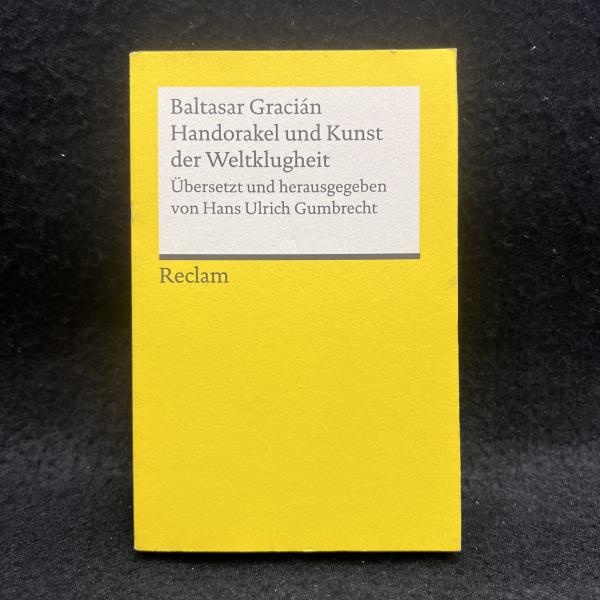 Baltasar Gracián
Handorakel und Kunst
der Weltklugheit
Übersetzt und herausgegeben
von Hans Ulrich Gumbrecht
Reclam